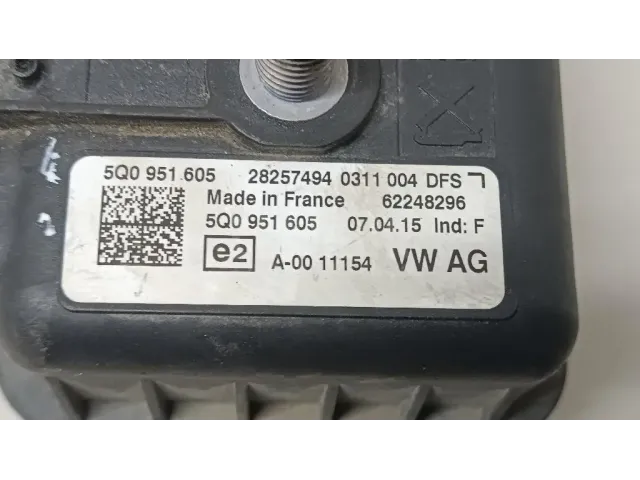 5Q0 951 605 28257494 0311 004 DFS
Made in France 62248296
5Q0 951 605 07.04.15 Ind: F
e2 A-00 11154 VW AG